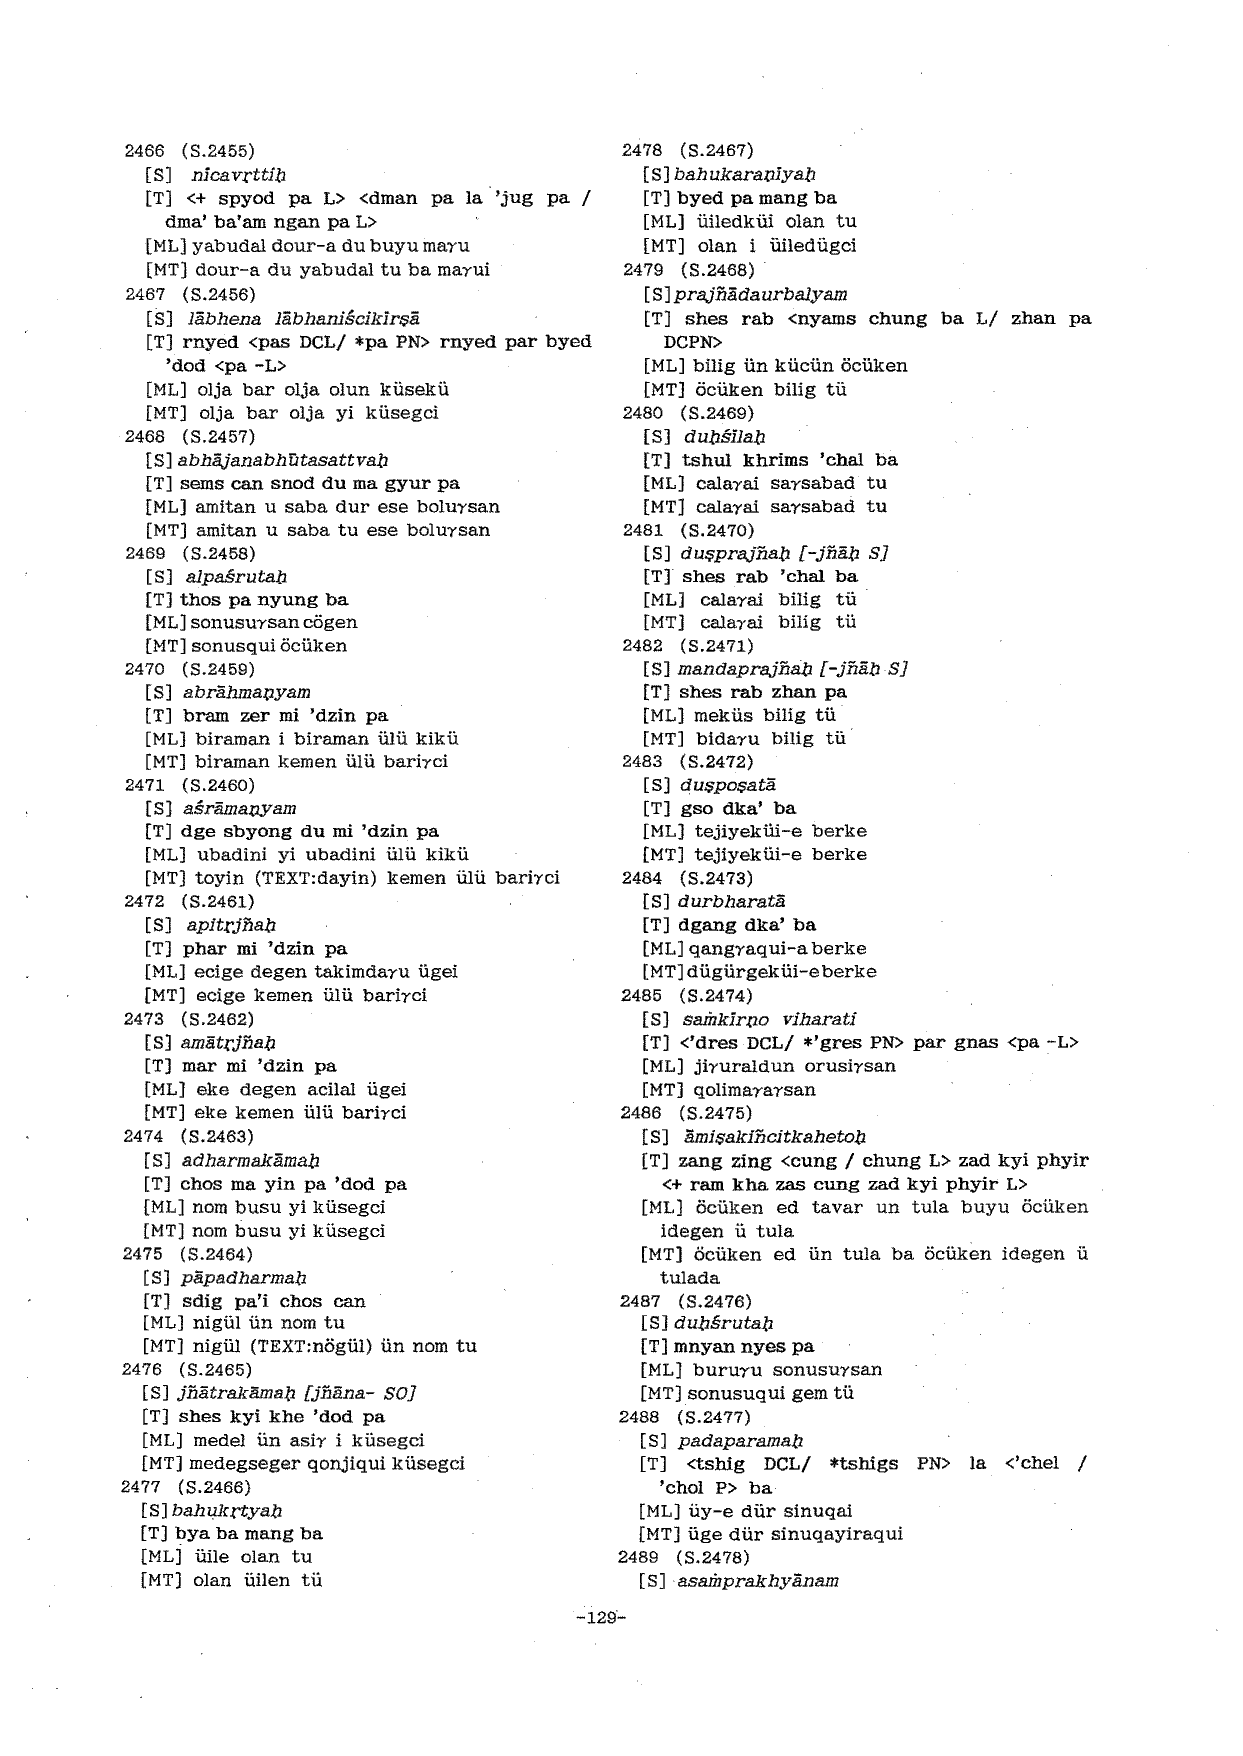 2466 (S.2455)
[S] nīcavṛttiḥ
[T] <+ spyod pa L> <dman pa la 'jug pa /
dma' ba'am ngan pa L>
[ML] yabudal dour-a du buyu maγu
[MT] dour-a du yabudal tu ba maγui
2467 (S.2456)
[S] lābhena lābhaniścikīrṣā
[T] rnyed <pas DCL/ *pa PN> rnyed par byed
'dod <pa -L>
[ML] olja bar olja olun küsekü
[MT] olja bar olja yi küsegci
2468 (S.2457)
[S] abhājanabhūtasattvaḥ
[T] sems can snod du ma gyur pa
[ML] amitan u saba dur ese boluγsan
[MT] amitan u saba tu ese boluγsan
2469 (S.2458)
[S] alpaśrutaḥ
[T] thos pa nyung ba
[ML] sonusuγsan cögen
[MT] sonusqui öcüken
2470 (S.2459)
[S] abrāhmaṇyam
[T] bram zer mi 'dzin pa
[ML] biraman i biraman ülü kikü
[MT] biraman kemen ülü bariγci
2471 (S.2460)
[S] aśrāmaṇyam
[T] dge sbyong du mi 'dzin pa
[ML] ubadini yi ubadini ülü kikü
[MT] toyin (TEXT:dayin) kemen ülü bariγci
2472 (S.2461)
[S] apitṛjñaḥ
[T] phar mi 'dzin pa
[ML] ecige degen takimdaγu ügei
[MT] ecige kemen ülü bariγci
2473 (S.2462)
[S] amātṛjñaḥ
[T] mar mi 'dzin pa
[ML] eke degen acilal ügei
[MT] eke kemen ülü bariγci
2474 (S.2463)
[S] adharmakāmaḥ
[T] chos ma yin pa 'dod pa
[ML] nom busu yi küsegci
[MT] nom busu yi küsegci
2475 (S.2464)
[S] pāpadharmaḥ
[T] sdig pa'i chos can
[ML] nigül ün nom tu
[MT] nigül (TEXT:nögül) ün nom tu
2476 (S.2465)
[S] jñātrakāmaḥ [jñāna- SO]
[T] shes kyi khe 'dod pa
[ML] medel ün asiγ i küsegci
[MT] medegseger qonjiqui küsegci
2477 (S.2466)
[S] bahukṛtyaḥ
[T] bya ba mang ba
[ML] üile olan tu
[MT] olan üilen tü
2478 (S.2467)
[S] bahukaraṇīyaḥ
[T] byed pa mang ba
[ML] üiledküi olan tu
[MT] olan i üiledügci
2479 (S.2468)
[S] prajñādaurbalyam
[T] shes rab <nyams chung ba L/ zhan pa
DCPN>
[ML] bilig ün kücün öcüken
[MT] öcüken bilig tü
2480 (S.2469)
[S] duḥśīlaḥ
[T] tshul khrims 'chal ba
[ML] calaγai saγsabad tu
[MT] calaγai saγsabad tu
2481 (S.2470)
[S] duṣprajñaḥ [-jñāḥ S]
[T] shes rab 'chal ba
[ML] calaγai bilig tü
[MT] calaγai bilig tü
2482 (S.2471)
[S] mandaprajñaḥ [-jñāḥ S]
[T] shes rab zhan pa
[ML] meküs bilig tü
[MT] bidaγu bilig tü
2483 (S.2472)
[S] duṣpoṣatā
[T] gso dka' ba
[ML] tejiyeküi-e berke
[MT] tejiyeküi-e berke
2484 (S.2473)
[S] durbharatā
[T] dgang dka' ba
[ML] qangγaqui-a berke
[MT] dügürgeküi-e berke
2485 (S.2474)
[S] saṁkīrṇo viharati
[T] <'dres DCL/ *'gres PN> par gnas <pa -L>
[ML] jiγuraldun orusiγsan
[MT] qolimaγaγsan
2486 (S.2475)
[S] āmiṣakiñcitkahetoḥ
[T] zang zing <cung / chung L> zad kyi phyir
<+ ram kha zas cung zad kyi phyir L>
[ML] öcüken ed tavar un tula buyu öcüken
idegen ü tula
[MT] öcüken ed ün tula ba öcüken idegen ü
tulada
2487 (S.2476)
[S] duḥśrutaḥ
[T] mnyan nyes pa
[ML] buruγu sonusuγsan
[MT] sonusuqui gem tü
2488 (S.2477)
[S] padaparamaḥ
[T] <tshig DCL/ *tshigs PN> la <'chel /
'chol P> ba
[ML] üy-e dür sinuqai
[MT] üge dür sinuqayiraqui
2489 (S.2478)
[S] asaṁprakhyānam
-129-